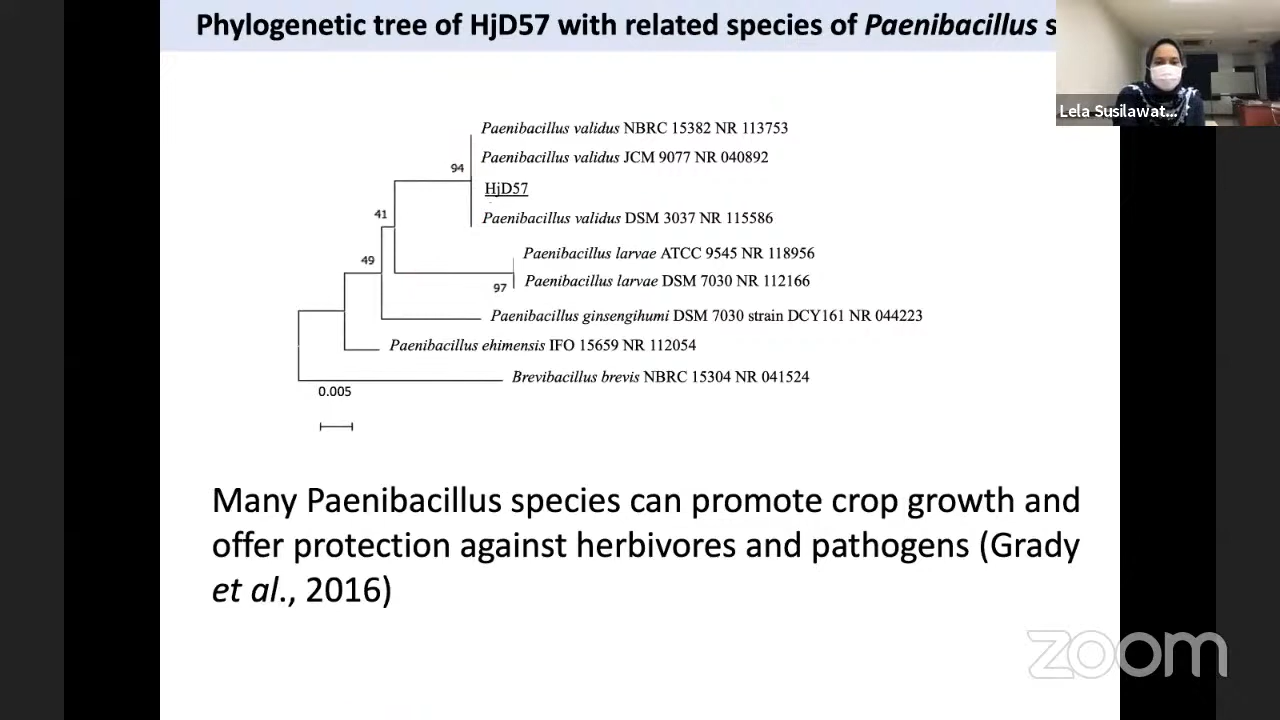 Phylogenetic tree of HjD57 with related species of Paenibacillus s
Lela Susilawat...
Paenibacillus validus NBRC 15382 NR 113753
Paenibacillus validus JCM 9077 NR 040892
94
HjD57
41
Paenibacillus validus DSM 3037 NR 115586
Paenibacillus larvae ATCC 9545 NR 118956
49
Paenibacillus larvae DSM 7030 NR 112166
97
Paenibacillus ginsengihumi DSM 7030 strain DCY161 NR 044223
Paenibacillus ehimensis IFO 15659 NR 112054
Brevibacillus brevis NBRC 15304 NR 041524
0.005
Many Paenibacillus species can promote crop growth and
offer protection against herbivores and pathogens (Grady
et al., 2016)
zoom